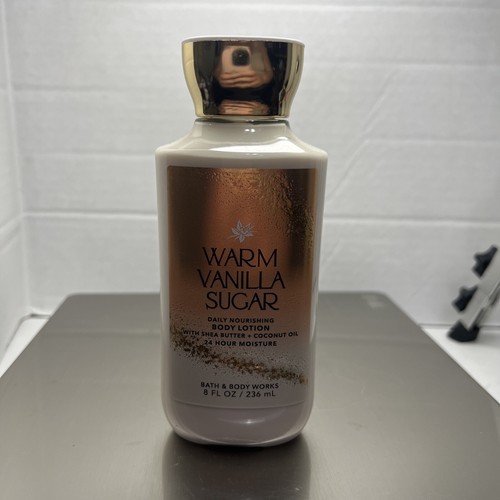 WARM
VANILLA
SUGAR
DAILY NOURISHING
BODY LOTION
WITH SHEA BUTTER + COCONUT OIL
24 HOUR MOISTURE
BATH & BODY WORKS
8 FL OZ / 236 mL